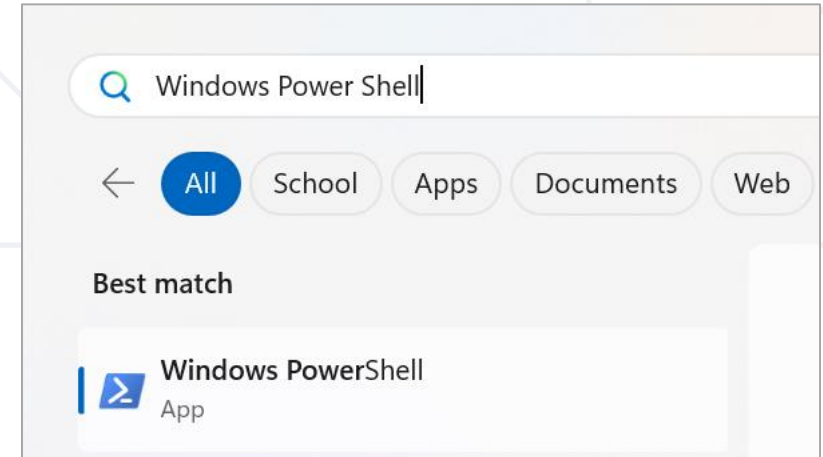 Windows Power Shell
All School Apps Documents Web
Best match
Windows PowerShell
App